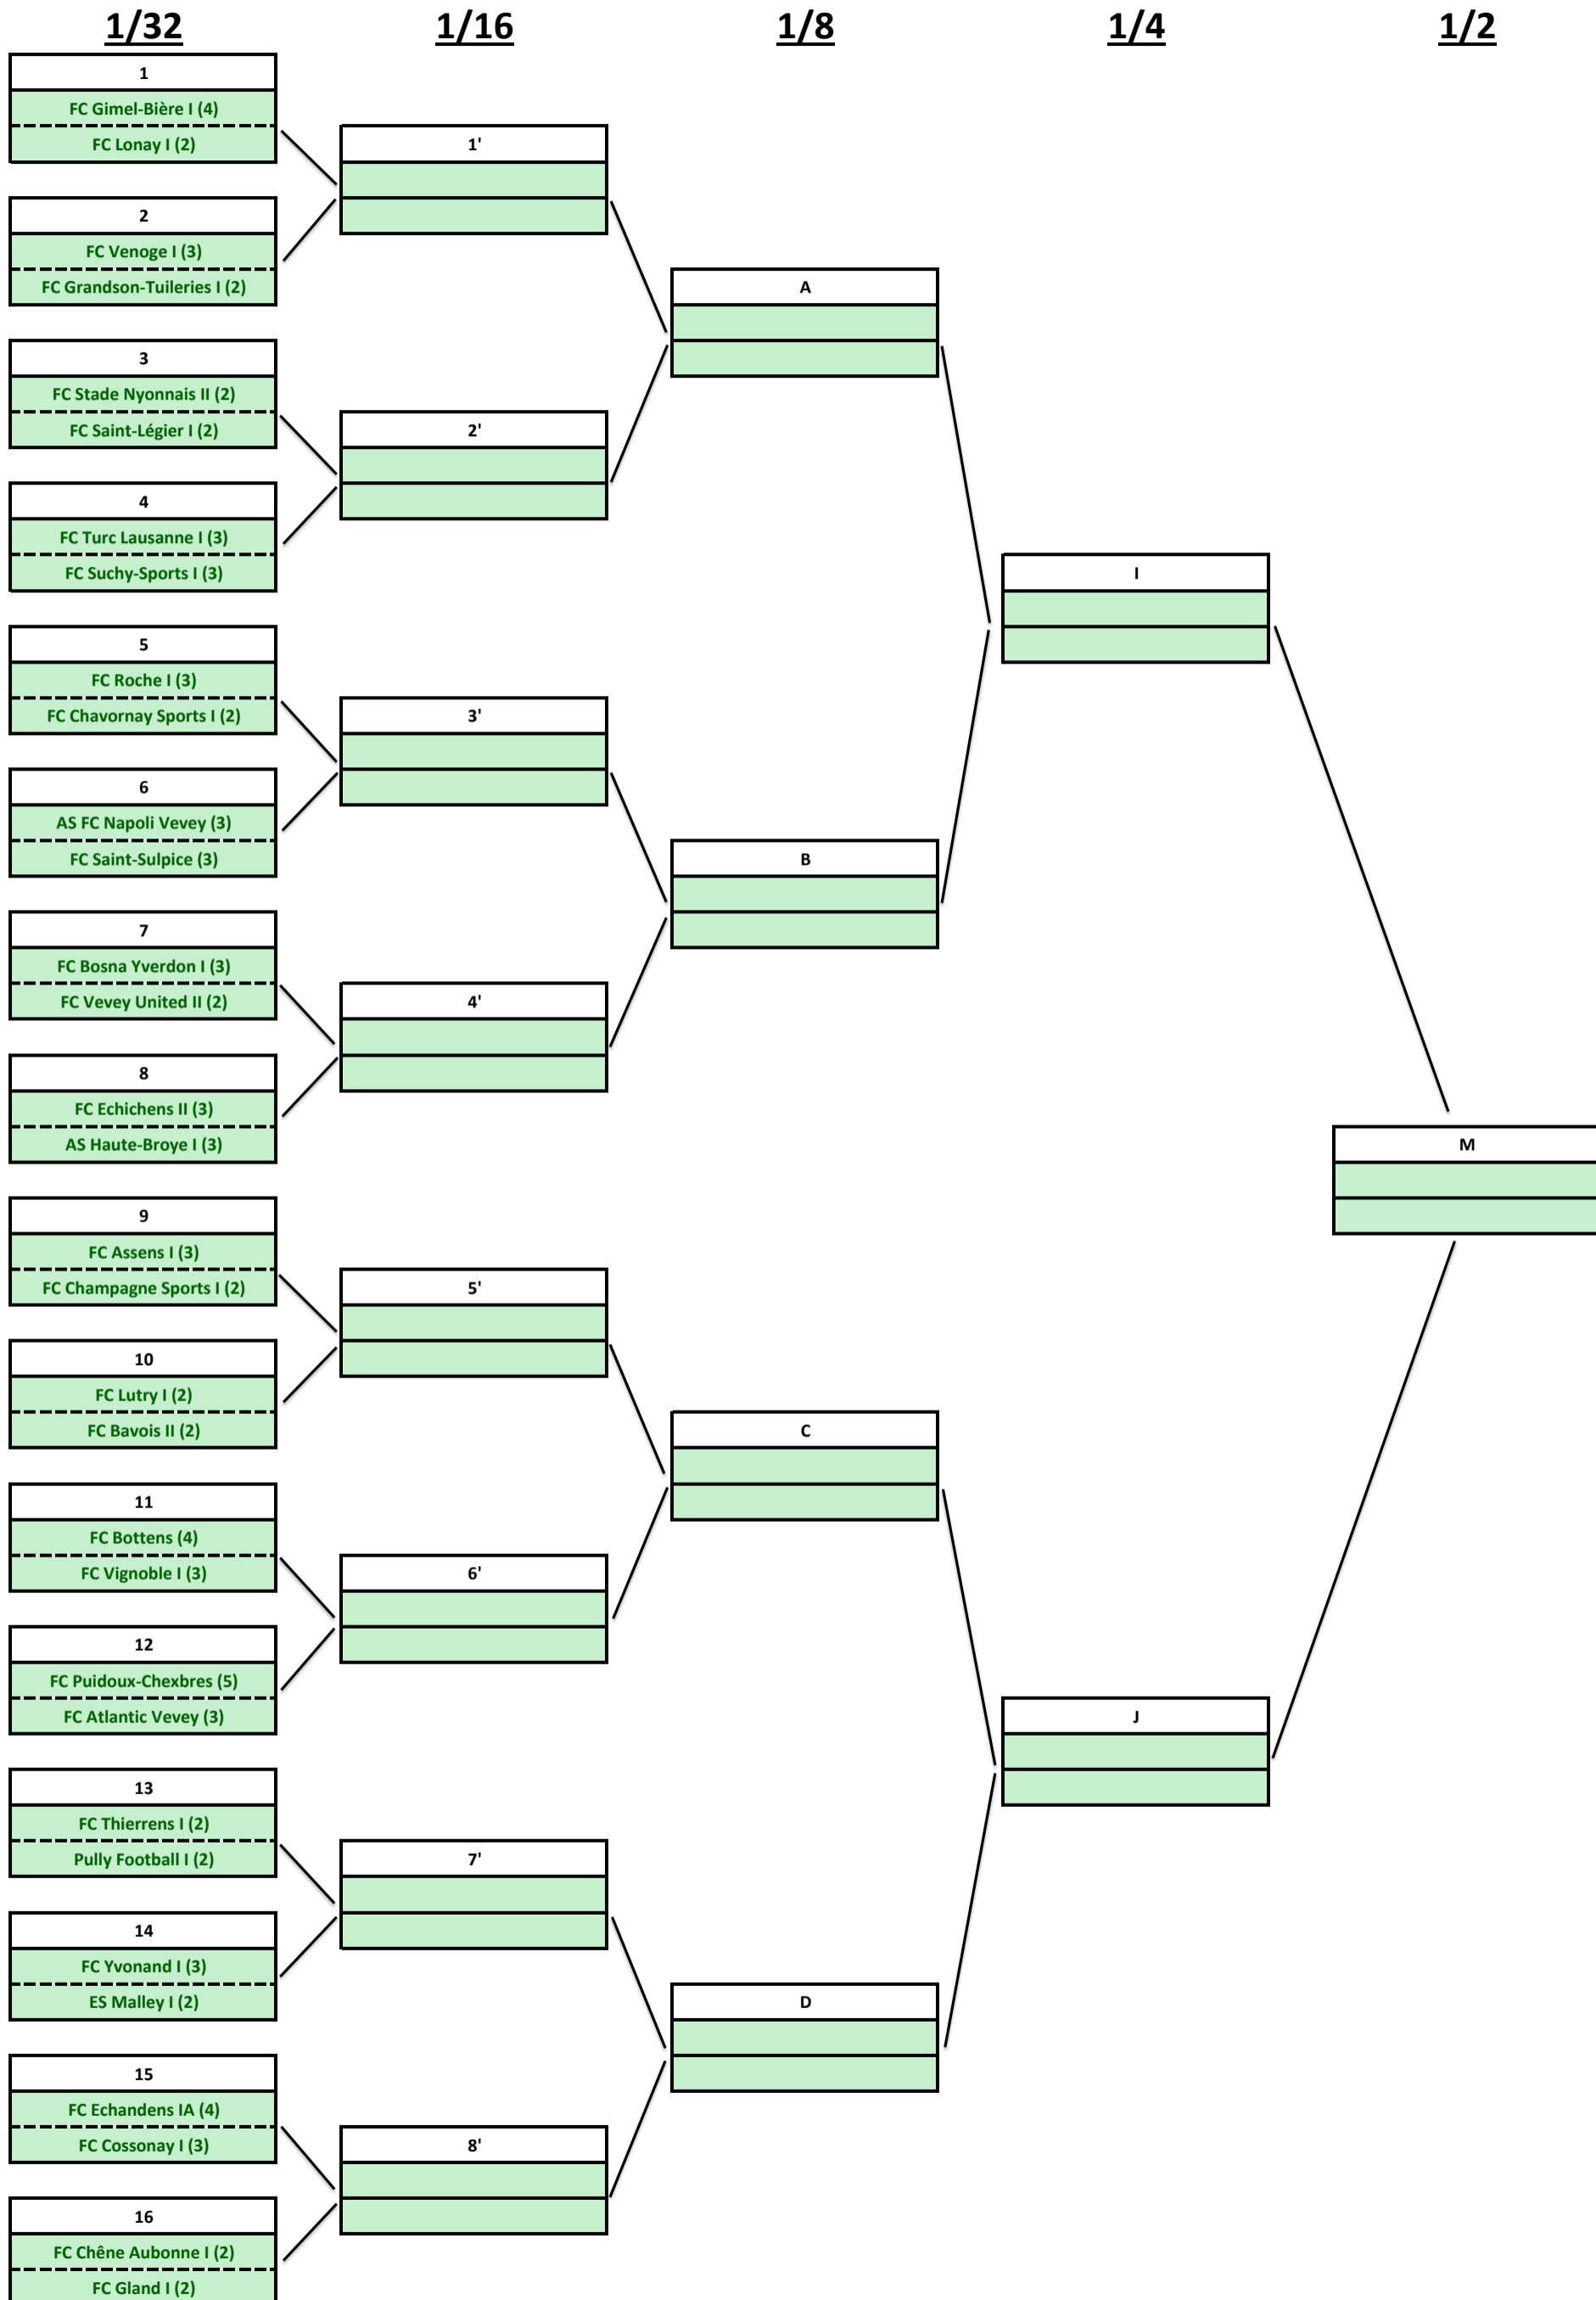 1/32
1/16
1/8
1/4
1/2
1
FC Gimel-Bière I (4)
FC Lonay I (2)
1'
2
FC Venoge I (3)
FC Grandson-Tuileries I (2)
A
3
FC Stade Nyonnais II (2)
FC Saint-Légier I (2)
2'
4
FC Turc Lausanne I (3)
FC Suchy-Sports I (3)
I
5
FC Roche I (3)
FC Chavornay Sports I (2)
3'
6
AS FC Napoli Vevey (3)
FC Saint-Sulpice (3)
B
7
FC Bosna Yverdon I (3)
FC Vevey United II (2)
4'
8
FC Echichens II (3)
AS Haute-Broye I (3)
M
9
FC Assens I (3)
FC Champagne Sports I (2)
5'
10
FC Lutry I (2)
FC Bavois II (2)
C
11
FC Bottens (4)
FC Vignoble I (3)
6'
12
FC Puidoux-Chexbres (5)
FC Atlantic Vevey (3)
J
13
FC Thierrens I (2)
Pully Football I (2)
7'
14
FC Yvonand I (3)
ES Malley I (2)
D
15
FC Echandens IA (4)
FC Cossonay I (3)
8'
16
FC Chêne Aubonne I (2)
FC Gland I (2)